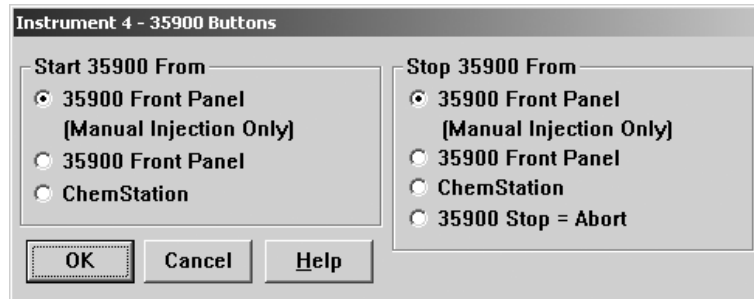 Instrument 4 - 35900 Buttons
Start 35900 From
35900 Front Panel
(Manual Injection Only)
35900 Front Panel
ChemStation
Stop 35900 From
35900 Front Panel
(Manual Injection Only)
35900 Front Panel
ChemStation
35900 Stop = Abort
OK
Cancel
Help